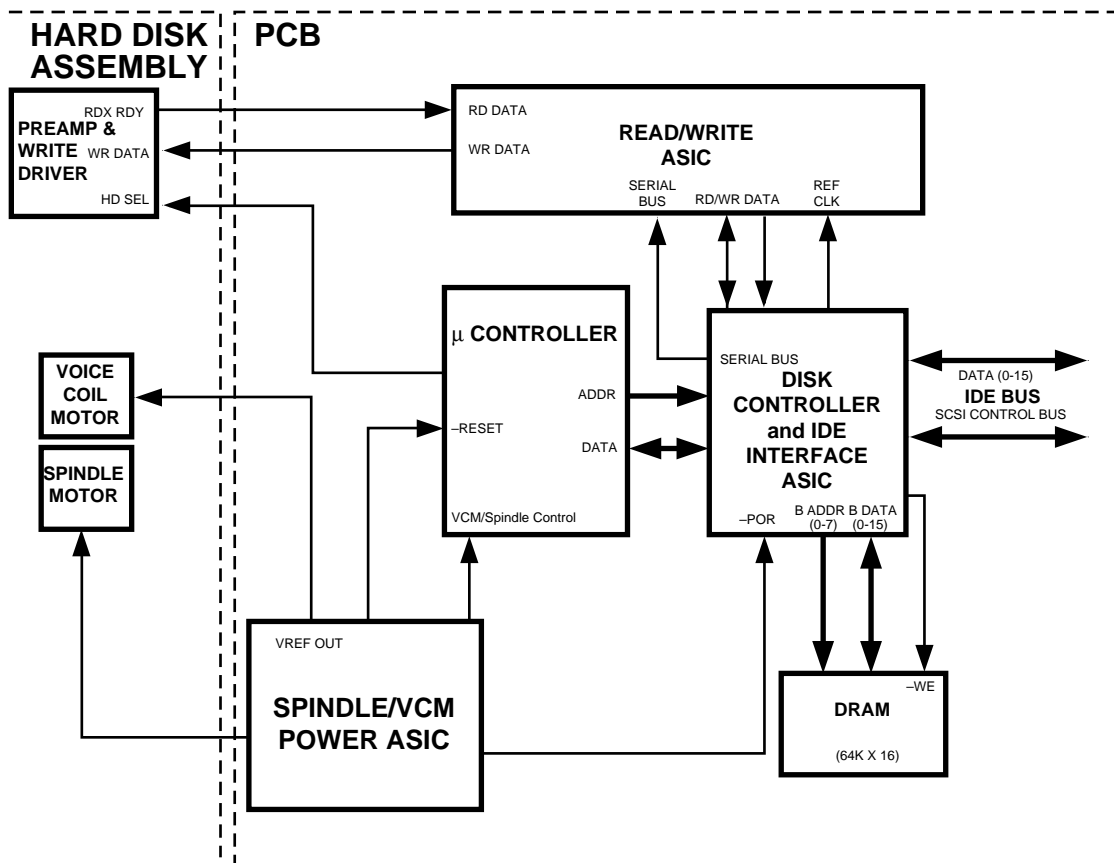 HARD DISK
ASSEMBLY
PCB
RDX RDY
PREAMP &
WRITE
DRIVER
WR DATA
HD SEL
RD DATA
WR DATA
READ/WRITE
ASIC
SERIAL
BUS
RD/WR DATA
REF
CLK
μ CONTROLLER
ADDR
–RESET
DATA
VCM/Spindle Control
VOICE
COIL
MOTOR
SPINDLE
MOTOR
SERIAL BUS
DISK
CONTROLLER
and IDE
INTERFACE
ASIC
–POR
B ADDR
(0-7)
B DATA
(0-15)
DATA (0-15)
IDE BUS
SCSI CONTROL BUS
VREF OUT
SPINDLE/VCM
POWER ASIC
–WE
DRAM
(64K X 16)